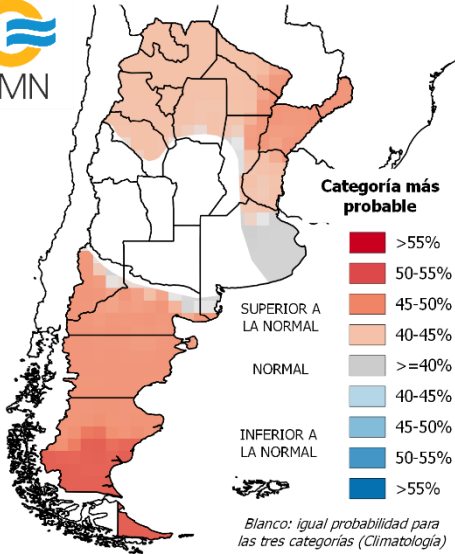 MN
Categoría más
probable
>55%
50-55%
45-50%
SUPERIOR A
LA NORMAL
40-45%
NORMAL
>=40%
40-45%
45-50%
INFERIOR A
LA NORMAL
50-55%
>55%
Blanco: igual probabilidad para
las tres categorías (Climatología)